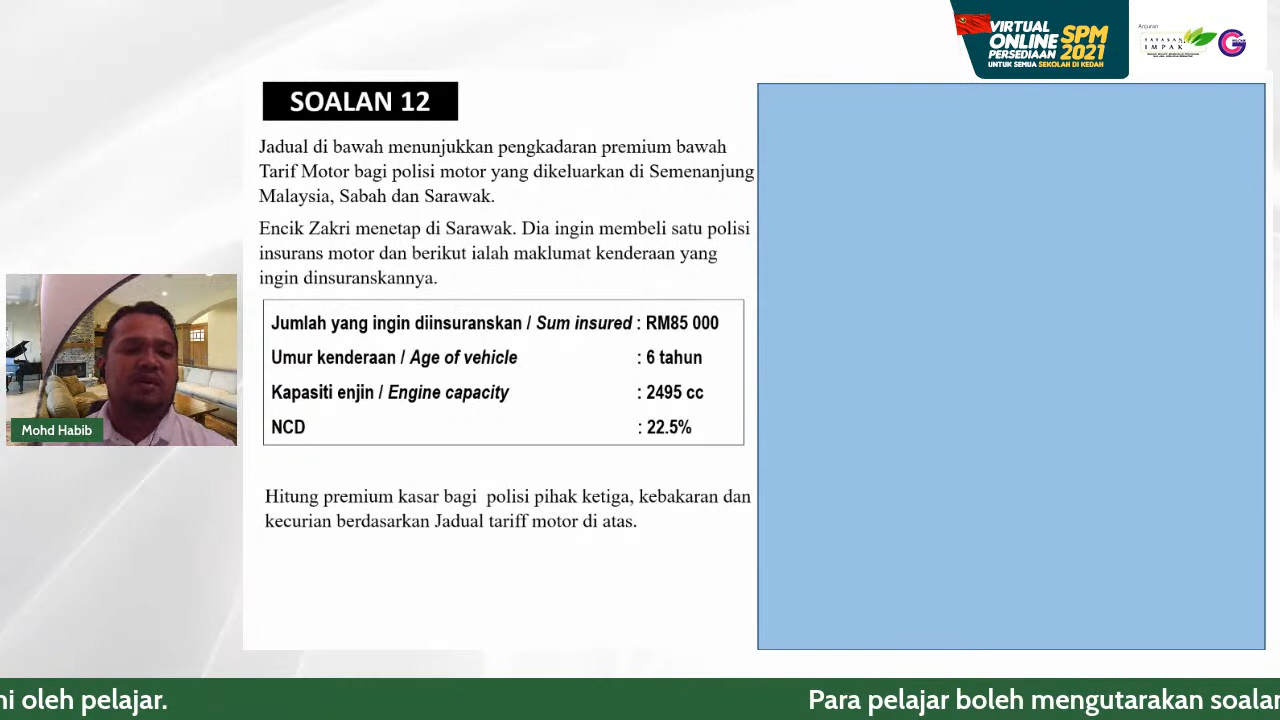 VIRTUAL
ONLINE
PERSEDIAAN
SPM
2021
UNTUK SEMUA SEKOLAH DI KEDAH
Anjuran
YAYASAN
IMPAK
G
SOALAN 12
Jadual di bawah menunjukkan pengkadaran premium bawah
Tarif Motor bagi polisi motor yang dikeluarkan di Semenanjung
Malaysia, Sabah dan Sarawak.
Encik Zakri menetap di Sarawak. Dia ingin membeli satu polisi
insurans motor dan berikut ialah maklumat kenderaan yang
ingin dinsuranskannya.
Jumlah yang ingin diinsuranskan / Sum insured : RM85 000
Umur kenderaan / Age of vehicle : 6 tahun
Kapasiti enjin / Engine capacity : 2495 cc
NCD : 22.5%
Hitung premium kasar bagi polisi pihak ketiga, kebakaran dan
kecurian berdasarkan Jadual tariff motor di atas.
Mohd Habib
ni oleh pelajar.
Para pelajar boleh mengutarakan soalan